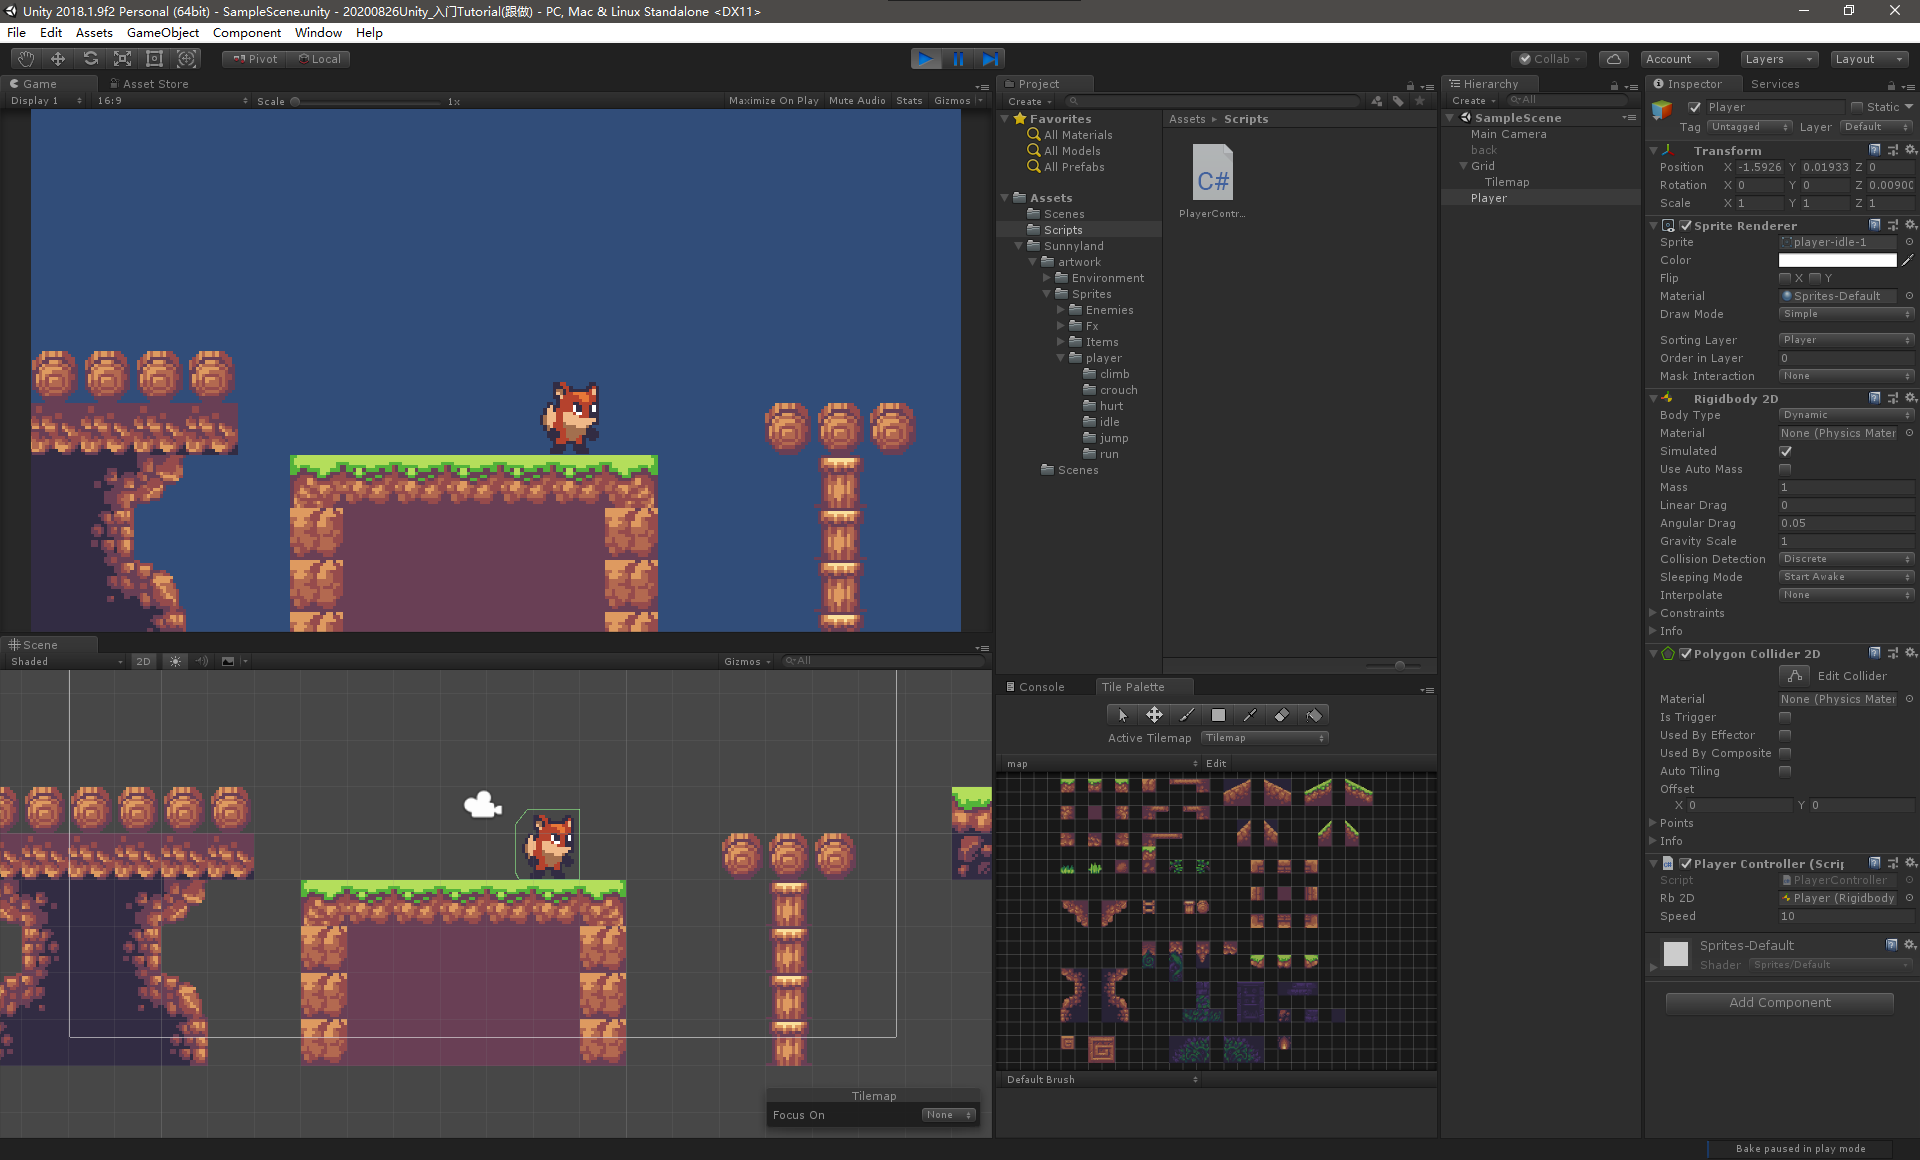 Unity 2018.1.9f2 Personal (64bit) - SampleScene.unity - 20200826Unity_入门Tutorial(跟做) - PC, Mac & Linux Standalone <DX11>
File Edit Assets GameObject Component Window Help
Pivot Local Collab Account Layers Layout
Game Asset Store
Display 1 16:9 Scale 1x Maximize On Play Mute Audio Stats Gizmos
Scene
Shaded 2D Gizmos All
Tilemap
Focus On None
Project
Create
Favorites
All Materials
All Models
All Prefabs
Assets
Scenes
Scripts
Sunnyland
artwork
Environment
Sprites
Enemies
Fx
Items
player
climb
crouch
hurt
idle
jump
run
Scenes
Assets Scripts
C#
PlayerContr...
Console Tile Palette
Active Tilemap Tilemap
map Edit
Default Brush
Hierarchy
Create All
SampleScene
Main Camera
back
Grid
Tilemap
Player
Inspector Services
Player Static
Tag Untagged Layer Default
Transform
Position X -1.5926 Y 0.01933 Z 0
Rotation X 0 Y 0 Z 0.0090(
Scale X 1 Y 1 Z 1
Sprite Renderer
Sprite player-idle-1
Color
Flip X Y
Material Sprites-Default
Draw Mode Simple
Sorting Layer Player
Order in Layer 0
Mask Interaction None
Rigidbody 2D
Body Type Dynamic
Material None (Physics Mater
Simulated
Use Auto Mass
Mass 1
Linear Drag 0
Angular Drag 0.05
Gravity Scale 1
Collision Detection Discrete
Sleeping Mode Start Awake
Interpolate None
Constraints
Info
Polygon Collider 2D
Edit Collider
Material None (Physics Mater
Is Trigger
Used By Effector
Used By Composite
Auto Tiling
Offset
X 0 Y 0
Points
Info
Player Controller (Scrip
Script PlayerController
Rb 2D Player (Rigidbody
Speed 10
Sprites-Default
Shader Sprites/Default
Add Component
Bake paused in play mode